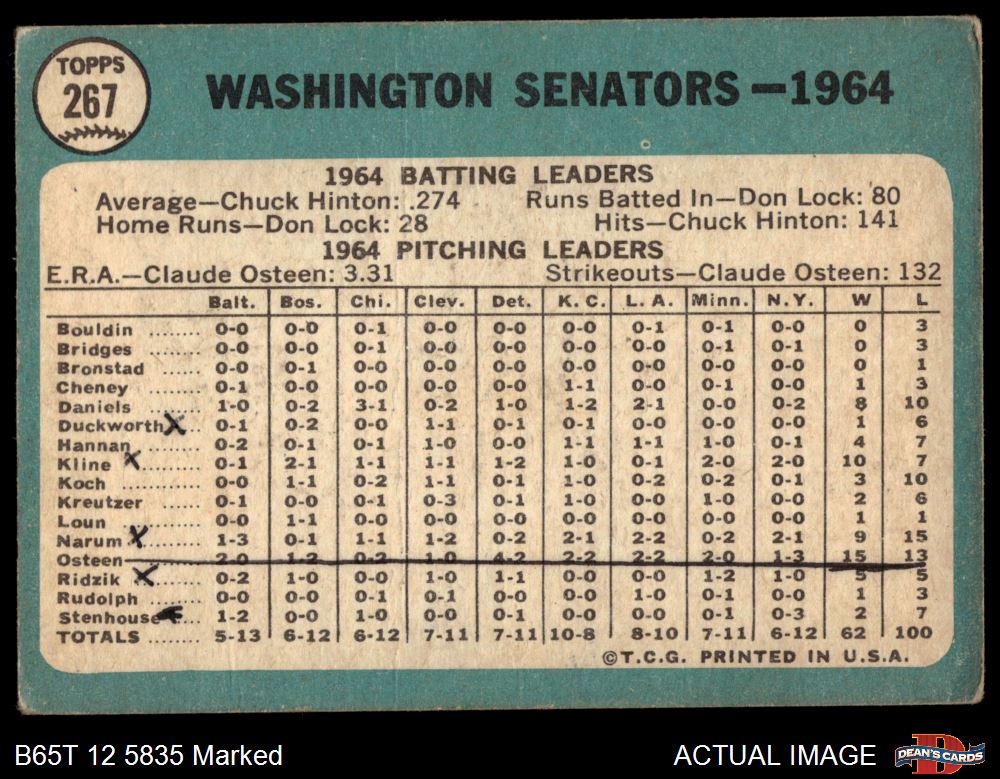 TOPPS
267
WASHINGTON SENATORS—1964
1964 BATTING LEADERS
Average—Chuck Hinton: .274 Runs Batted In—Don Lock: 80
Home Runs—Don Lock: 28 Hits—Chuck Hinton: 141
1964 PITCHING LEADERS
E.R.A.—Claude Osteen: 3.31 Strikeouts—Claude Osteen: 132
Balt. Bos. Chi. Clev. Det. K.C. L.A. Minn. N.Y. W L
Bouldin ........ 0-0 0-0 0-1 0-0 0-0 0-0 0-1 0-1 0-0 0 3
Bridges ........ 0-0 0-0 0-1 0-0 0-0 0-0 0-0 0-1 0-1 0 3
Bronstad ...... 0-0 0-1 0-0 0-0 0-0 0-0 0-0 0-0 0-0 0 1
Cheney ........ 0-1 0-0 0-0 0-0 0-0 1-1 0-0 0-1 0-0 1 3
Daniels ........ 1-0 0-2 3-1 0-2 1-0 1-2 2-1 0-0 0-2 8 10
Duckworth X .. 0-1 0-2 0-0 1-1 0-1 0-1 0-0 0-0 0-0 1 6
Hannan ........ 0-2 0-1 0-1 1-0 0-0 1-1 1-1 1-0 0-1 4 7
Kline X ........ 0-1 2-1 1-1 1-1 1-2 1-0 0-1 2-0 2-0 10 7
Koch ........ 0-0 1-1 0-2 1-1 0-1 1-0 0-2 0-2 0-1 3 10
Kreutzer ...... 0-1 0-0 0-1 0-3 0-1 1-0 0-0 1-0 0-0 2 6
Loun ........ 0-0 1-1 0-0 0-0 0-0 0-0 0-0 0-0 0-0 1 1
Narum X ........ 1-3 0-1 1-1 1-2 0-2 2-1 2-2 0-2 2-1 9 15
Osteen 2-0 1-2 0-2 1-0 4-2 2-2 2-2 2-0 1-3 15 13
Ridzik X ........ 0-2 1-0 0-0 1-0 1-1 0-0 0-0 1-2 1-0 5 5
Rudolph ........ 0-0 0-0 0-1 0-1 0-0 0-0 1-0 0-1 0-0 1 3
Stenhouse ... 1-2 0-0 1-0 0-0 0-1 0-0 0-0 0-1 0-3 2 7
TOTALS ...... 5-13 6-12 6-12 7-11 7-11 10-8 8-10 7-11 6-12 62 100
©T.C.G. PRINTED IN U.S.A.
B65T 12 5835 Marked ACTUAL IMAGE DEAN'S CARDS